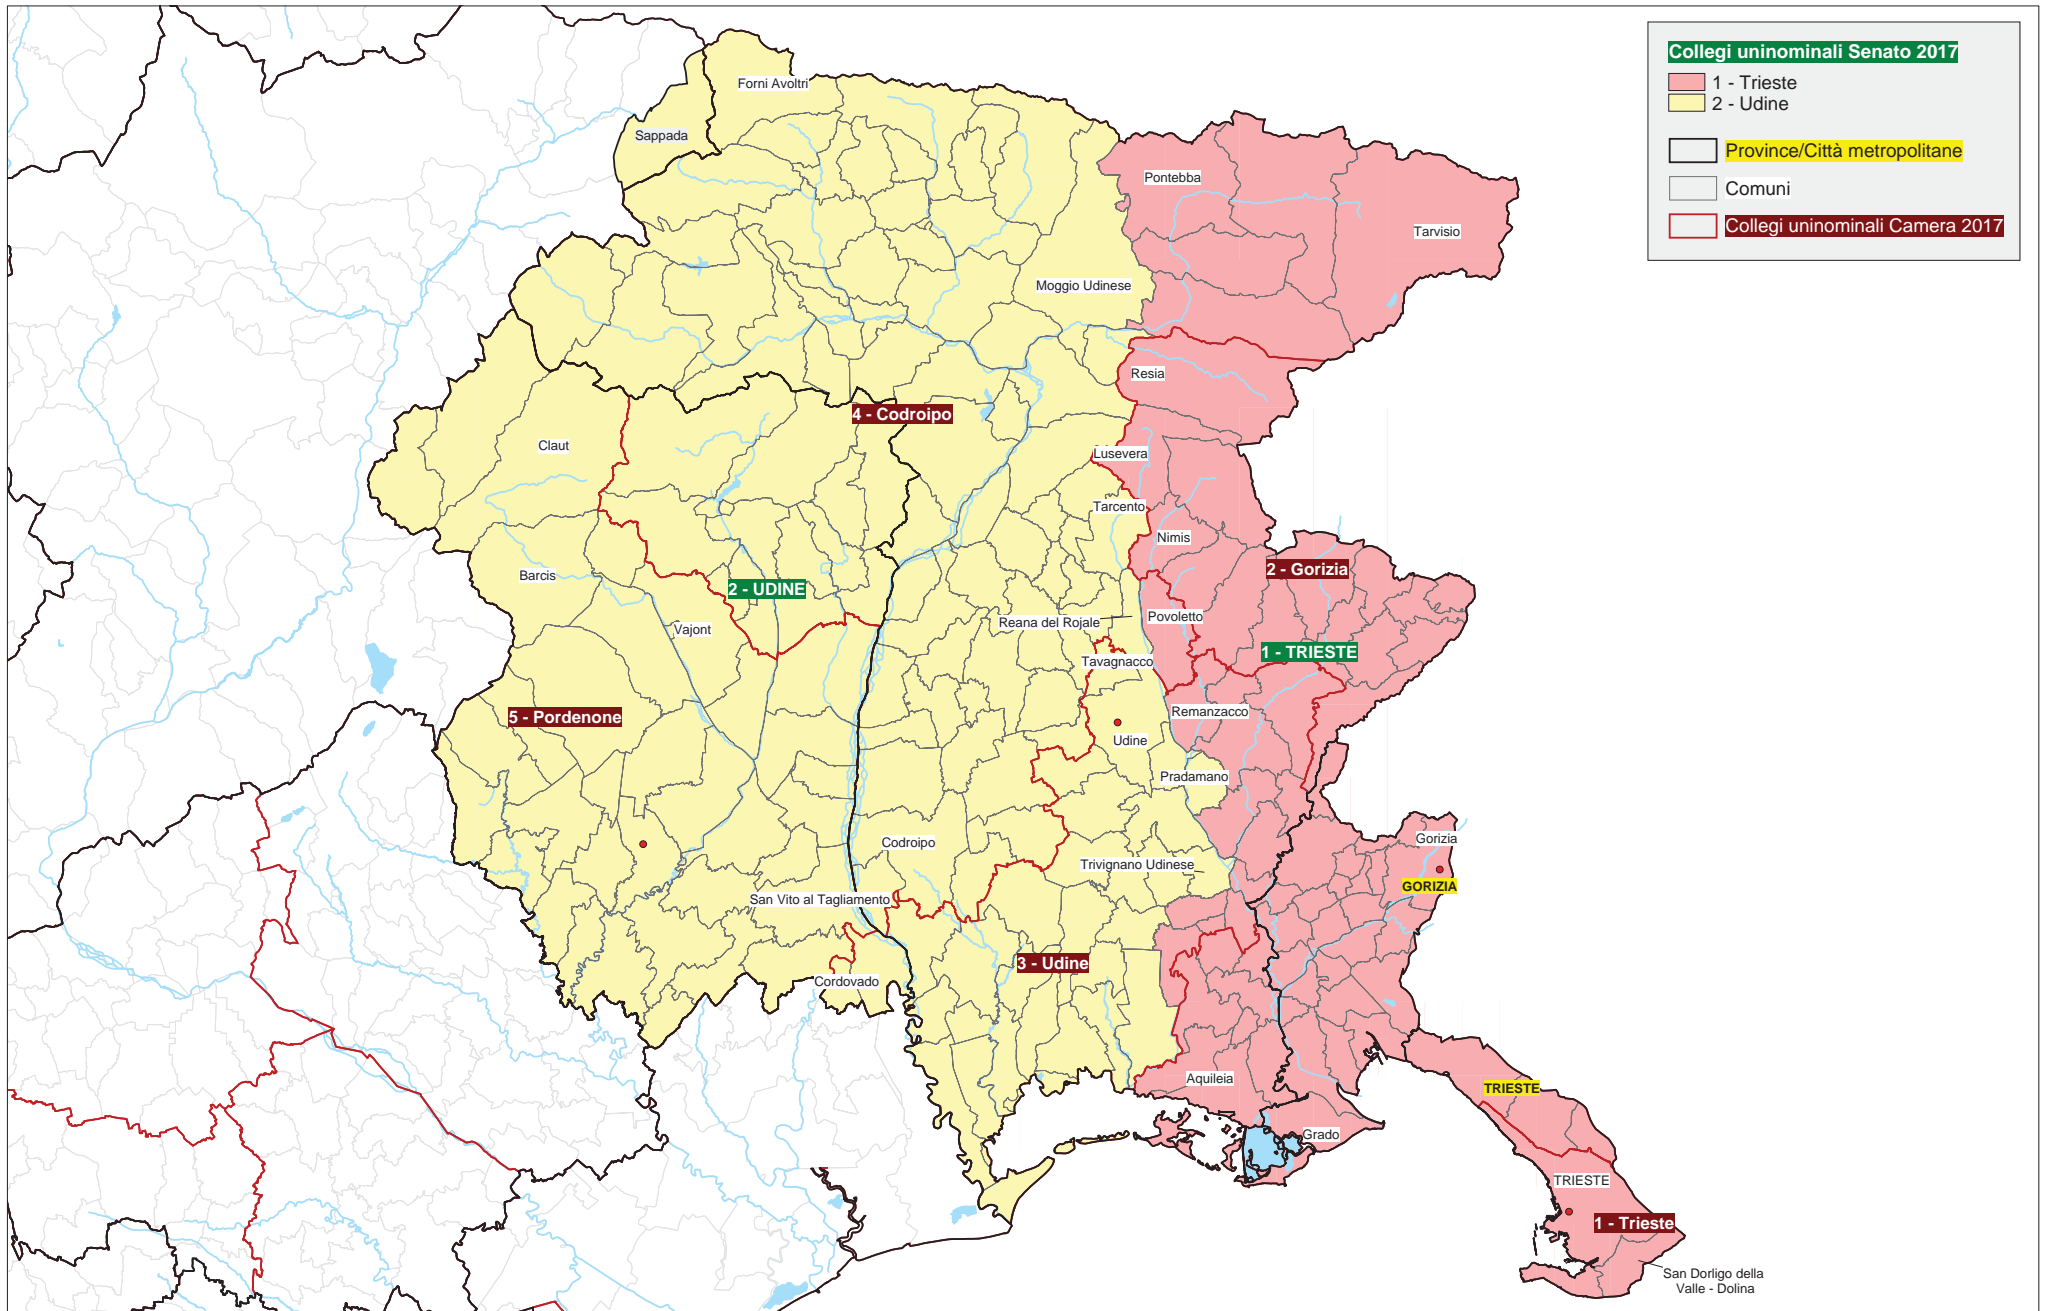 Collegi uninominali Senato 2017
1 - Trieste
2 - Udine
Province/Città metropolitane
Comuni
Collegi uninominali Camera 2017
Forni Avoltri
Sappada
Pontebba
Tarvisio
Moggio Udinese
Resia
4 - Codroipo
Claut
Lusevera
Tarcento
Nimis
2 - Gorizia
Barcis
2 - UDINE
Povoletto
Reana del Rojale
Vajont
1 - TRIESTE
Tavagnacco
5 - Pordenone
Remanzacco
Udine
Pradamano
Codroipo
Gorizia
Trivignano Udinese
GORIZIA
San Vito al Tagliamento
3 - Udine
Cordovado
Aquileia
TRIESTE
Grado
TRIESTE
1 - Trieste
San Dorligo della
Valle - Dolina